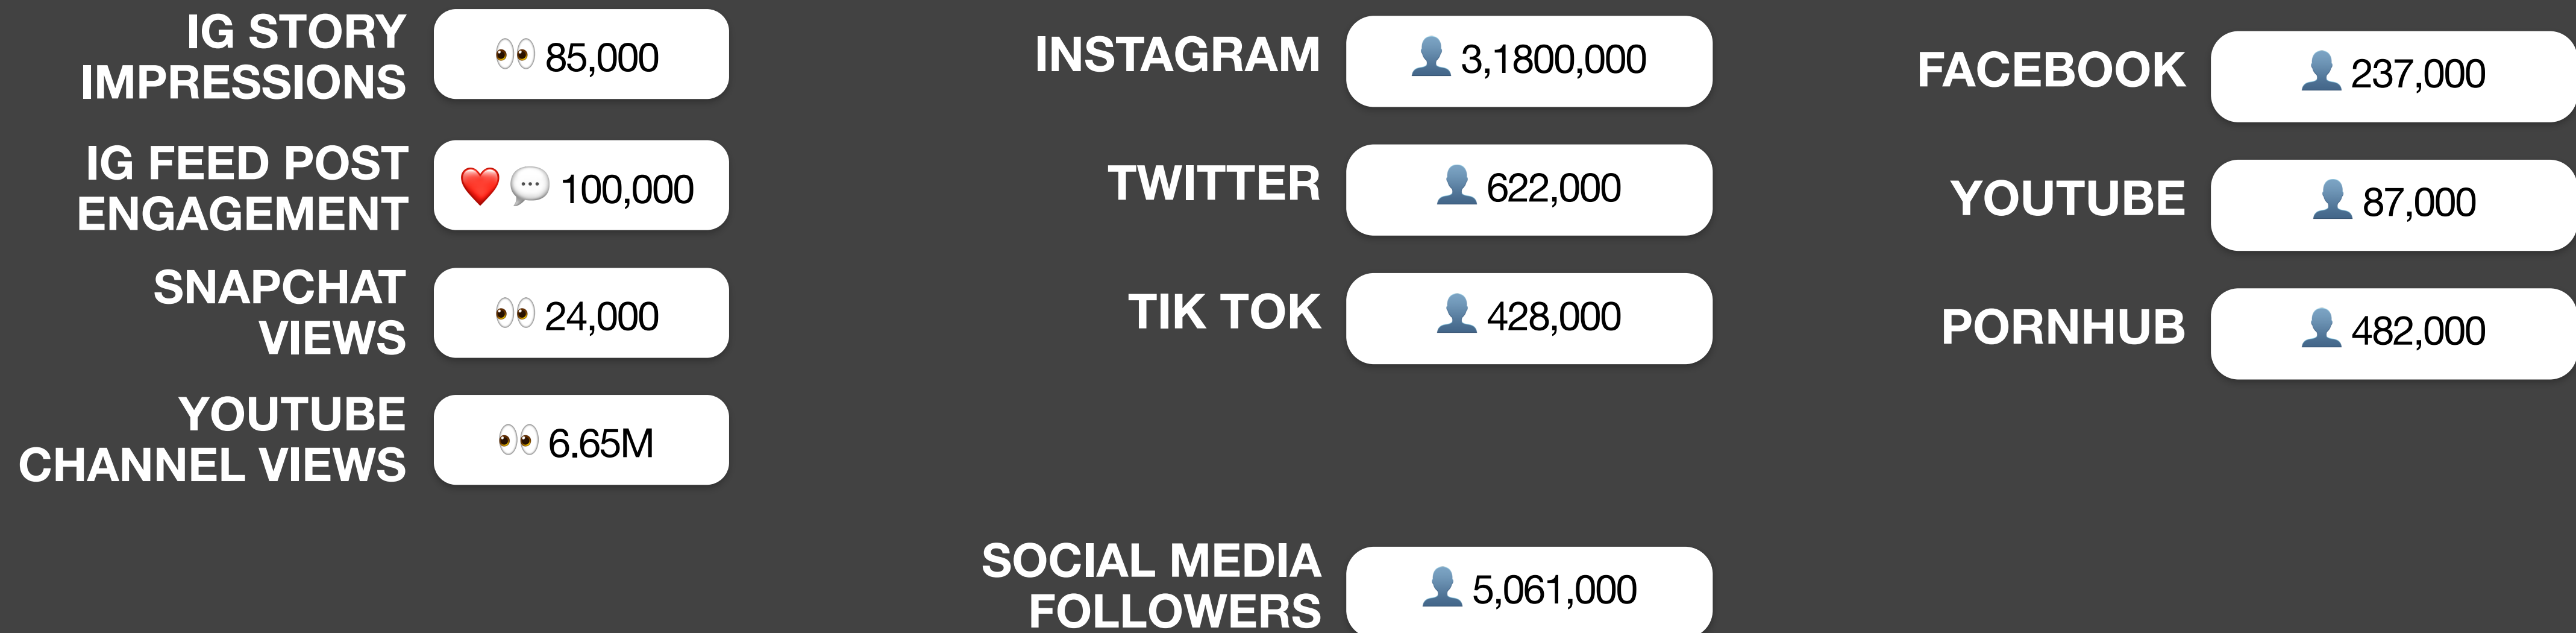 IG STORY
IMPRESSIONS
👀 85,000
IG FEED POST
ENGAGEMENT
❤️ 💬 100,000
SNAPCHAT
VIEWS
👀 24,000
YOUTUBE
CHANNEL VIEWS
👀 6.65M
INSTAGRAM
👤 3,1800,000
TWITTER
👤 622,000
TIK TOK
👤 428,000
FACEBOOK
👤 237,000
YOUTUBE
👤 87,000
PORNHUB
👤 482,000
SOCIAL MEDIA
FOLLOWERS
👤 5,061,000